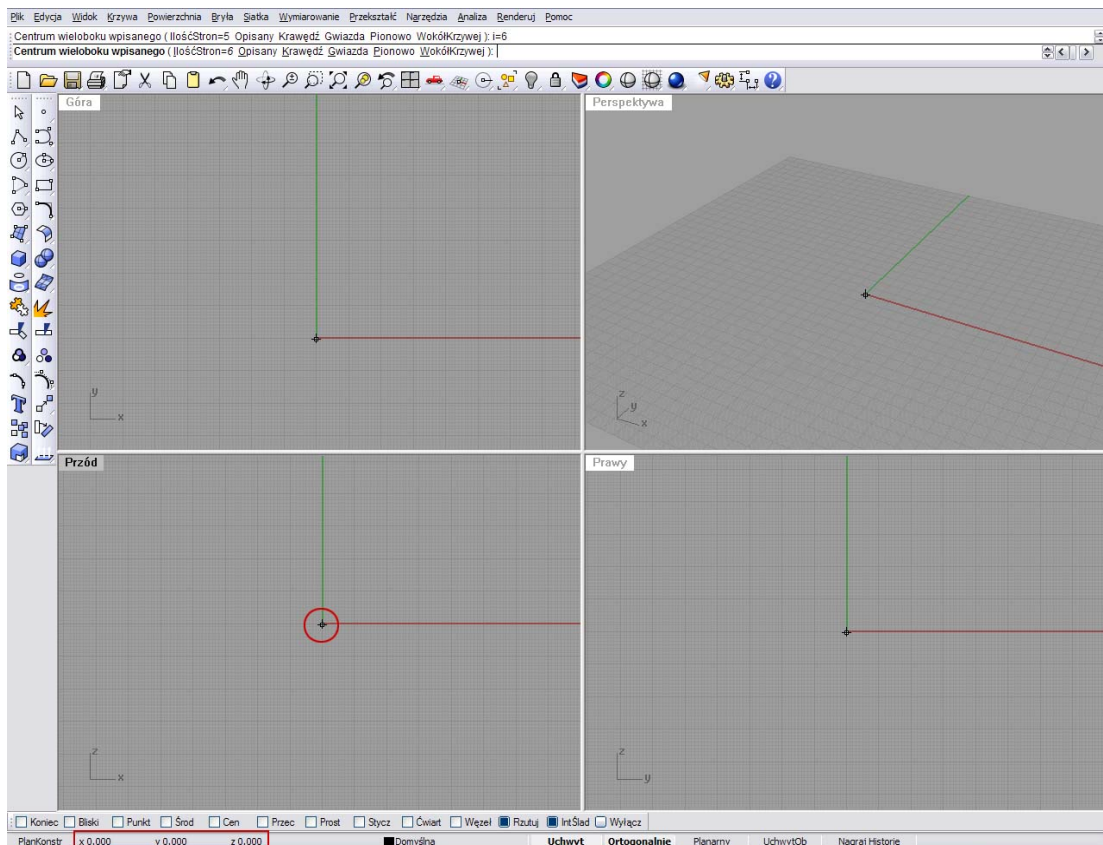 Plik Edycja Widok Krzywa Powierzchnia Bryła Siatka Wymiarowanie Przekształć Narzędzia Analiza Renderuj Pomoc
Centrum wieloboku wpisanego ( IlośćStron=5 Opisany Krawędź Gwiazda Pionowo WokółKrzywej ): i=6
Centrum wieloboku wpisanego ( IlośćStron=6 Opisany Krawędź Gwiazda Pionowo WokółKrzywej ):
Góra
Perspektywa
y
x
z
y
x
Przód
Prawy
z
x
z
y
Koniec Bliski Punkt Środ Cen Przec Prost Stycz Ćwiart Węzeł Rzutuj IntŚlad Wyłącz
PlanKonstr x 0.000 y 0.000 z 0.000 Domyślna Uchwyt Ortogonalnie Planarny UchwytOb Nagraj Historię